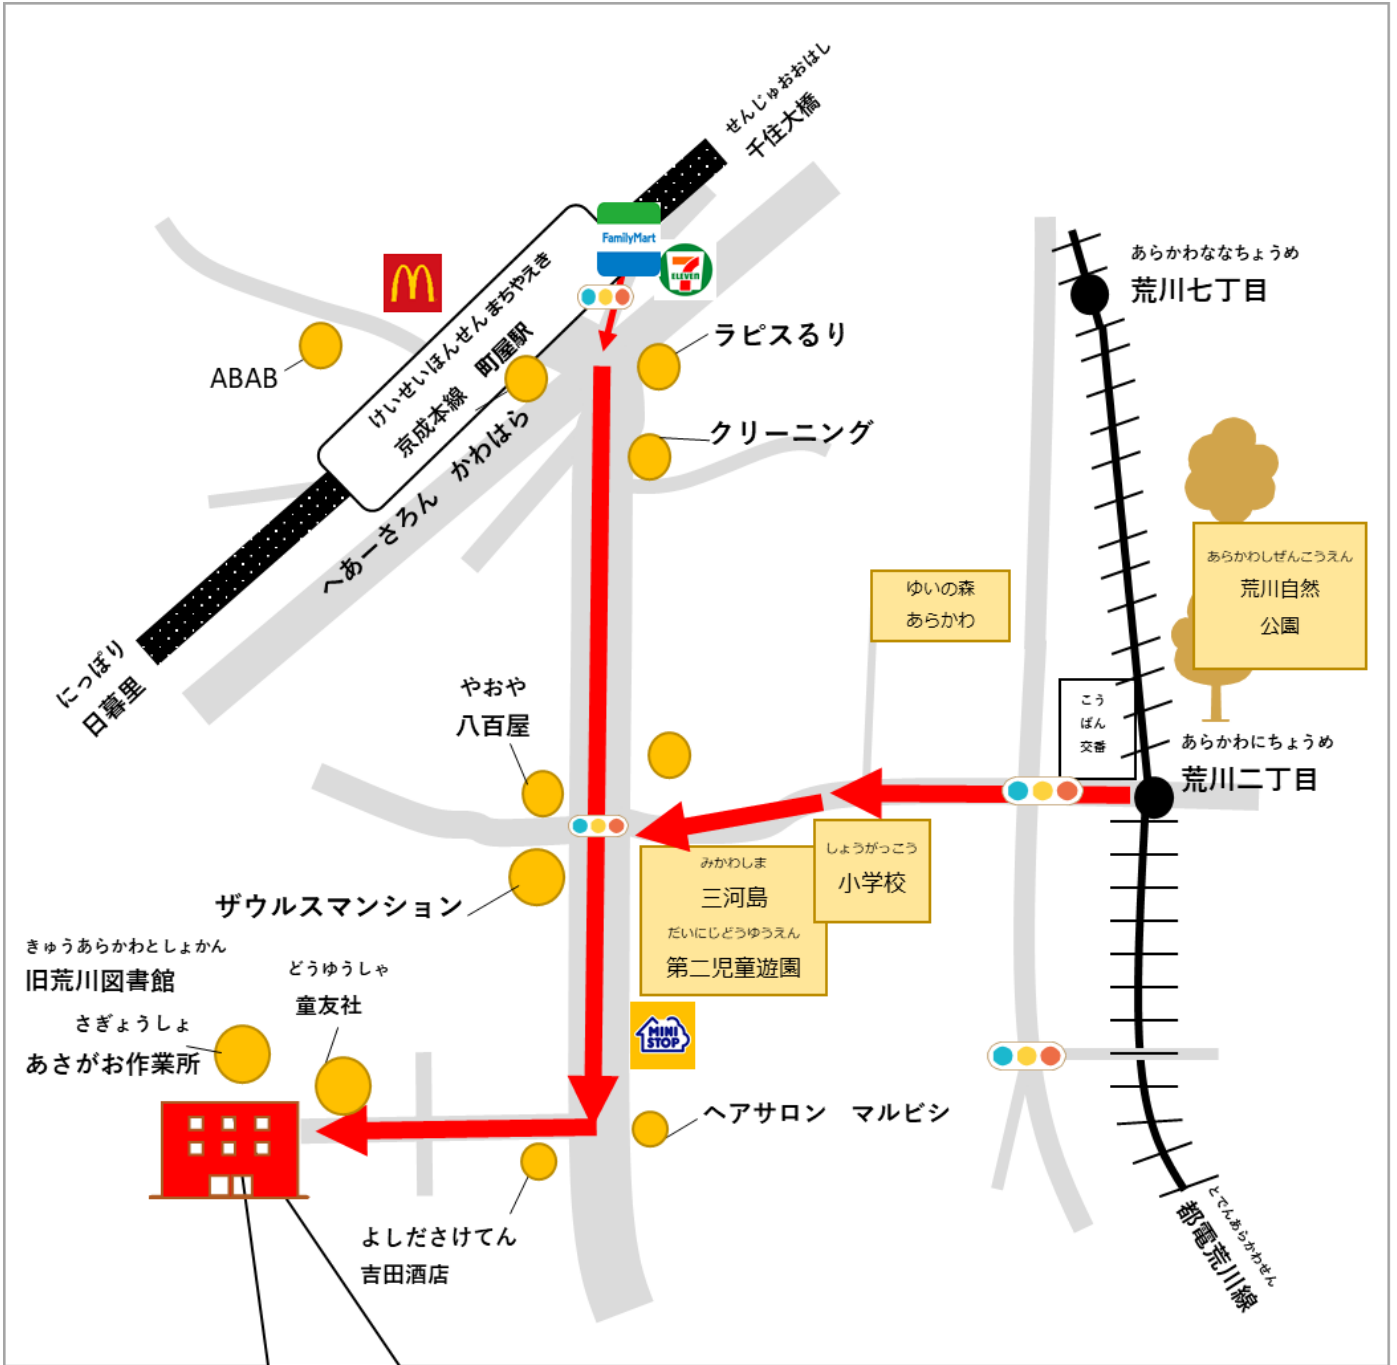 せんじゅおおはし
千住大橋
FamilyMart
ELEVEN
けいせいほんせんまちやえき
京成本線 町屋駅
ABAB
ラピスるり
クリーニング
へあーさろん かわはら
にっぽり
日暮里
あらかわななちょうめ
荒川七丁目
あらかわしぜんこうえん
荒川自然
公園
ゆいの森
あらかわ
こう
ばん
交番
あらかわにちょうめ
荒川二丁目
やおや
八百屋
しょうがっこう
小学校
みかわしま
三河島
だいにじどうゆうえん
第二児童遊園
ザウルスマンション
きゅうあらかわとしょかん
旧荒川図書館
どうゆうしゃ
童友社
さぎょうしょ
あさがお作業所
MINI
STOP
ヘアサロン マルビシ
よしださけてん
吉田酒店
とでんあらかわせん
都電荒川線